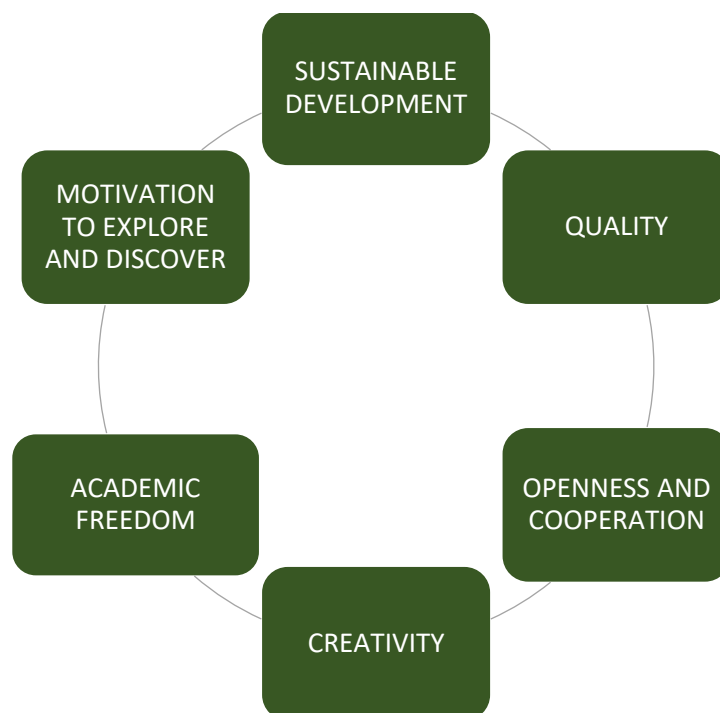 SUSTAINABLE
DEVELOPMENT
QUALITY
OPENNESS AND
COOPERATION
CREATIVITY
ACADEMIC
FREEDOM
MOTIVATION
TO EXPLORE
AND DISCOVER